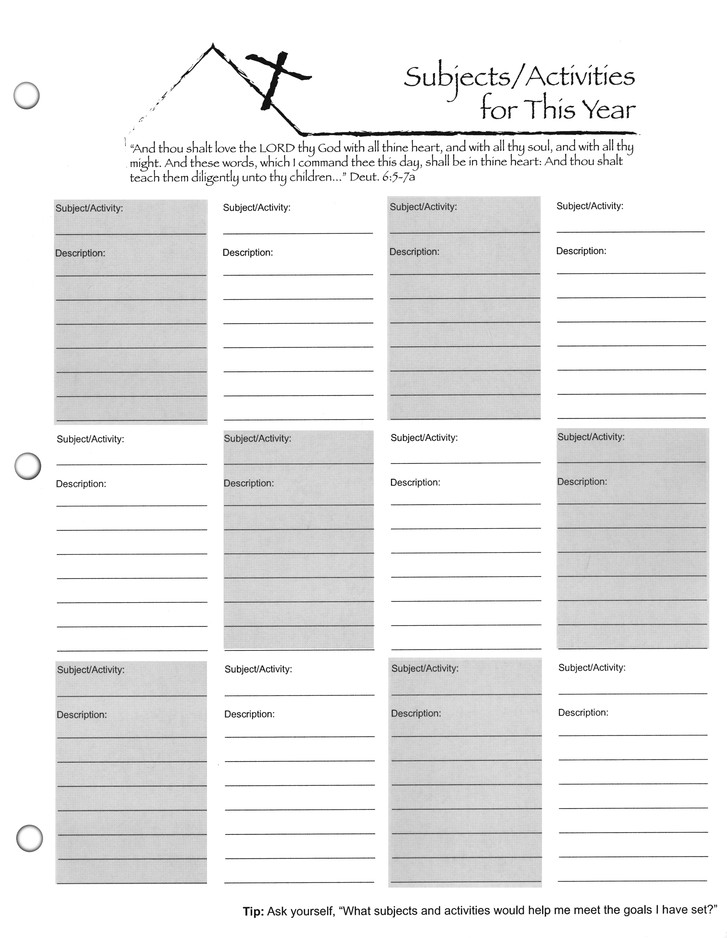 Subjects/Activities
for This Year
“And thou shalt love the LORD thy God with all thine heart, and with all thy soul, and with all thy
might. And these words, which I command thee this day, shall be in thine heart: And thou shalt
teach them diligently unto thy children...” Deut. 6:5-7a
Subject/Activity: Subject/Activity: Subject/Activity: Subject/Activity:
Description: Description: Description: Description:
Subject/Activity: Subject/Activity: Subject/Activity: Subject/Activity:
Description: Description: Description: Description:
Subject/Activity: Subject/Activity: Subject/Activity: Subject/Activity:
Description: Description: Description: Description:
Tip: Ask yourself, “What subjects and activities would help me meet the goals I have set?”